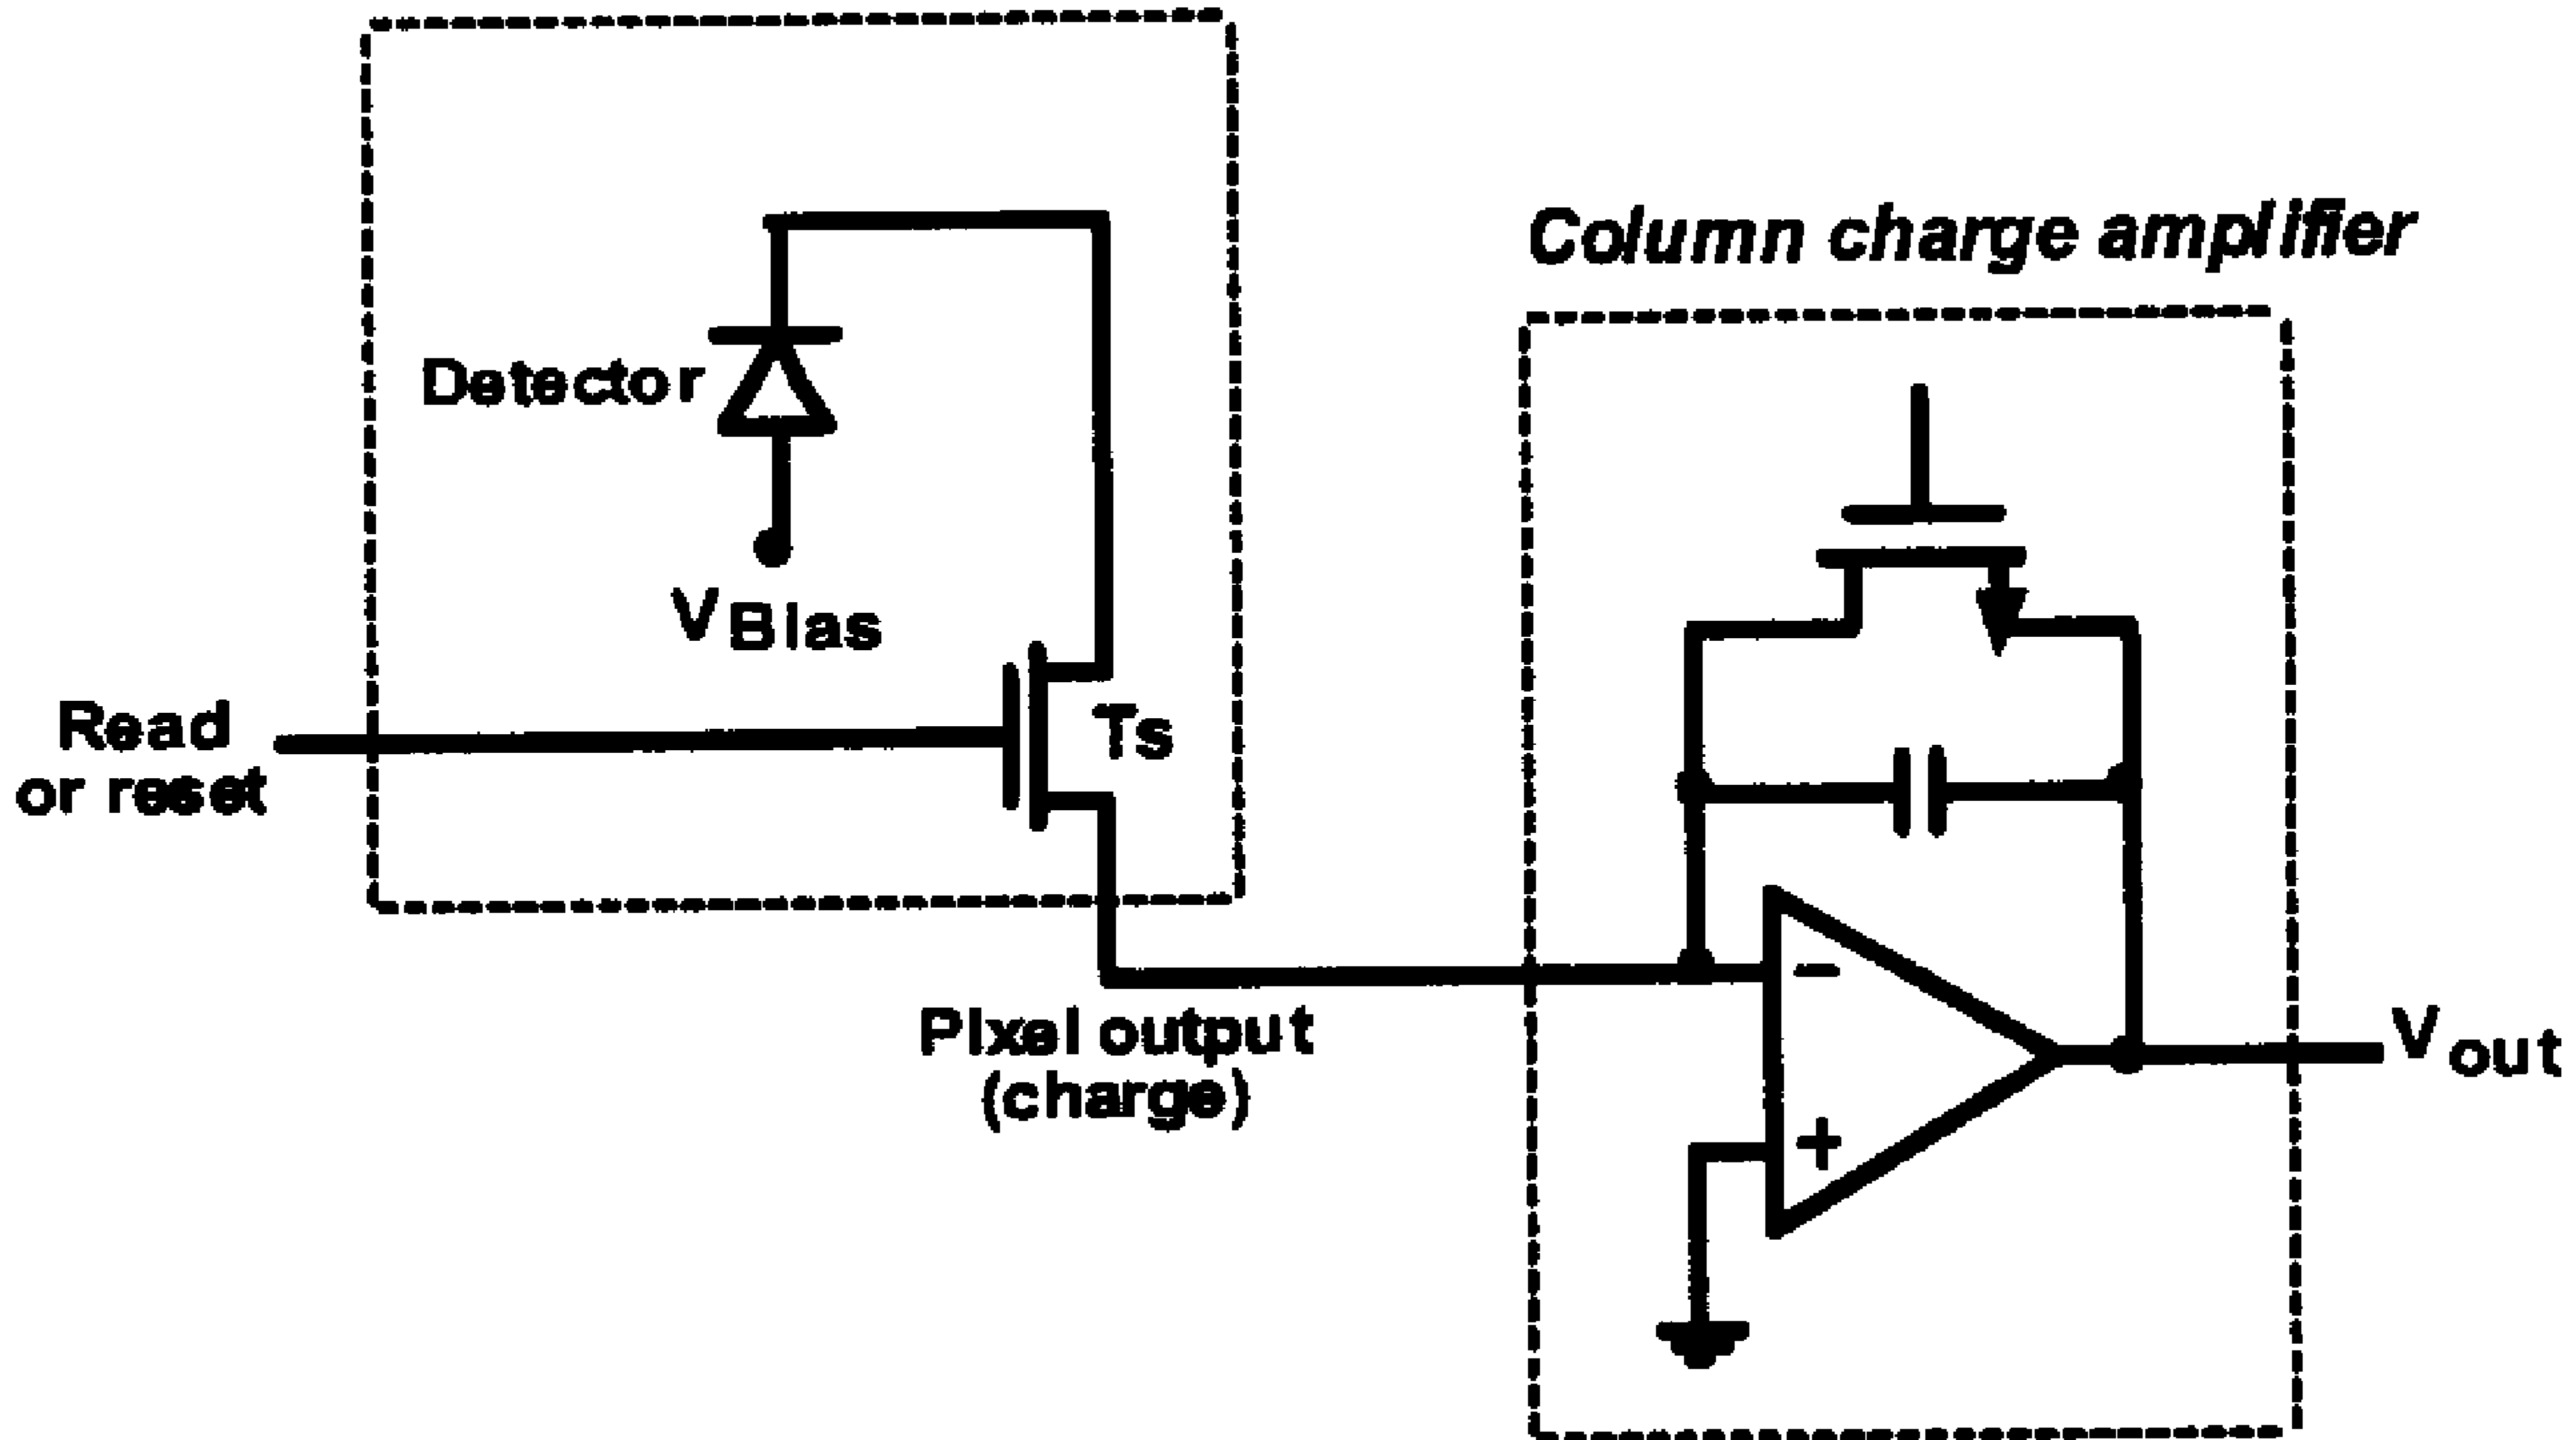 Column charge amplifier
Detector
VBias
Read
or reset
Ts
Pixel output
(charge)
-
+
Vout